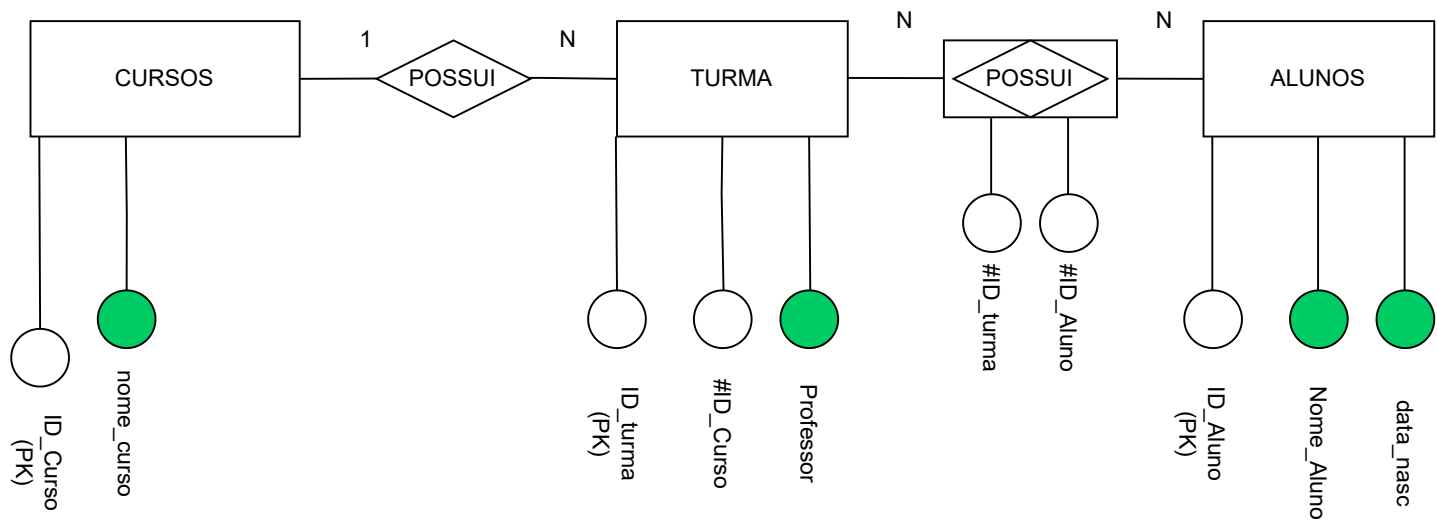 1
N
N
N
CURSOS
POSSUI
TURMA
POSSUI
ALUNOS
#ID_turma
#ID_Aluno
ID_Curso
(PK)
nome_curso
ID_turma
(PK)
#ID_Curso
Professor
ID_Aluno
(PK)
Nome_Aluno
data_nasc